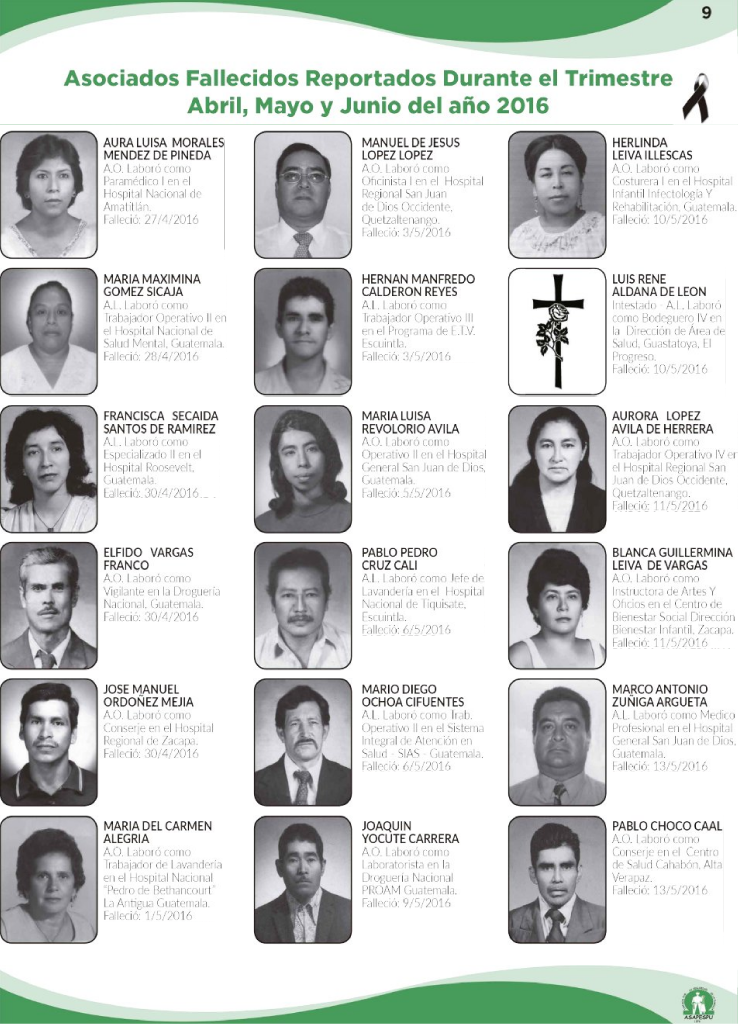 9
Asociados Fallecidos Reportados Durante el Trimestre
Abril, Mayo y Junio del año 2016
AURA LUISA MORALES
MENDEZ DE PINEDA
A.O. Laboró como
Paramédico I en el
Hospital Nacional de
Amatitlán.
Falleció: 27/4/2016
MARIA MAXIMINA
GOMEZ SICAJA
A.L. Laboró como
Trabajador Operativo II en
el Hospital Nacional de
Salud Mental, Guatemala.
Falleció: 28/4/2016
FRANCISCA SECAIDA
SANTOS DE RAMIREZ
A.L. Laboró como
Especializado II en el
Hospital Roosevelt,
Guatemala.
Falleció: 30/4/2016
ELFIDO VARGAS
FRANCO
A.O. Laboró como
Vigilante en la Droguería
Nacional, Guatemala.
Falleció: 30/4/2016
JOSE MANUEL
ORDOÑEZ MEJIA
A.O. Laboró como
Conserje en el Hospital
Regional de Zacapa.
Falleció: 30/4/2016
MARIA DEL CARMEN
ALEGRIA
A.O. Laboró como
Trabajador de Lavandería
en el Hospital Nacional
"Pedro de Bethancourt"
La Antigua Guatemala.
Falleció: 1/5/2016
MANUEL DE JESUS
LOPEZ LOPEZ
A.O. Laboró como
Oficinista I en el Hospital
Regional San Juan
de Dios Occidente,
Quetzaltenango.
Falleció: 3/5/2016
HERNAN MANFREDO
CALDERON REYES
A.L. Laboró como
Trabajador Operativo III
en el Programa de E.T.V.
Escuintla.
Falleció: 3/5/2016
MARIA LUISA
REVOLORIO AVILA
A.O. Laboró como
Operativo II en el Hospital
General San Juan de Dios,
Guatemala.
Falleció: 5/5/2016
PABLO PEDRO
CRUZ CALI
A.L. Laboró como Jefe de
Lavandería en el Hospital
Nacional de Tiquisate,
Escuintla.
Falleció: 6/5/2016
MARIO DIEGO
OCHOA CIFUENTES
A.L. Laboró como Trab.
Operativo II en el Sistema
Integral de Atención en
Salud - SIAS - Guatemala.
Falleció: 6/5/2016
JOAQUIN
YOCUTE CARRERA
A.O. Laboró como
Laboratorista en la
Droguería Nacional
PROAM Guatemala.
Falleció: 9/5/2016
HERLINDA
LEIVA ILLESCAS
A.O. Laboró como
Costurera I en el Hospital
Infantil Infectología Y
Rehabilitación, Guatemala.
Falleció: 10/5/2016
LUIS RENE
ALDANA DE LEON
Intestado - A.L. Laboró
como Bodeguero IV en
la Dirección de Área de
Salud, Guastatoya, El
Progreso.
Falleció: 10/5/2016
AURORA LOPEZ
AVILA DE HERRERA
A.O. Laboró como
Trabajador Operativo IV en
el Hospital Regional San
Juan de Dios Occidente,
Quetzaltenango.
Falleció: 11/5/2016
BLANCA GUILLERMINA
LEIVA DE VARGAS
A.O. Laboró como
Instructora de Artes Y
Oficios en el Centro de
Bienestar Social Dirección
Bienestar Infantil, Zacapa.
Falleció: 11/5/2016
MARCO ANTONIO
ZUÑIGA ARGUETA
A.L. Laboró como Medico
Profesional en el Hospital
General San Juan de Dios,
Guatemala.
Falleció: 13/5/2016
PABLO CHOCO CAAL
A.O. Laboró como
Conserje en el Centro
de Salud Cahabón, Alta
Verapaz.
Falleció: 13/5/2016
ASAPESPU